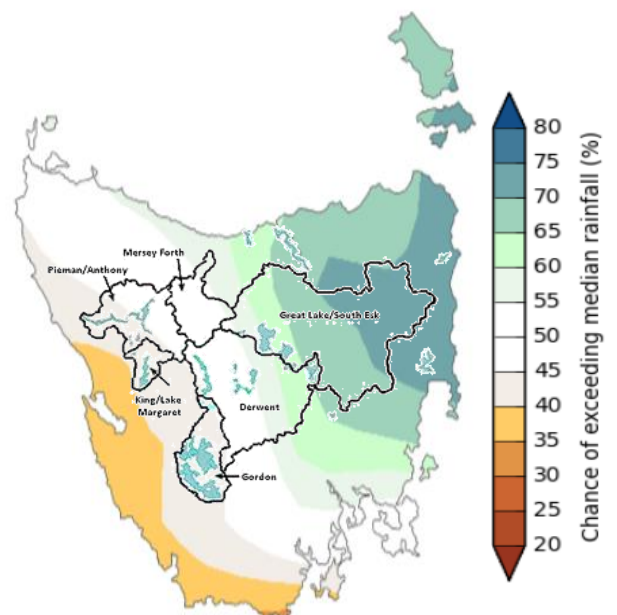 Mersey Forth
Pieman/Anthony
Great Lake/South Esk
King/Lake
Margaret
Derwent
Gordon
80
75
70
65
60
55
50
45
40
35
30
25
20
Chance of exceeding median rainfall (%)